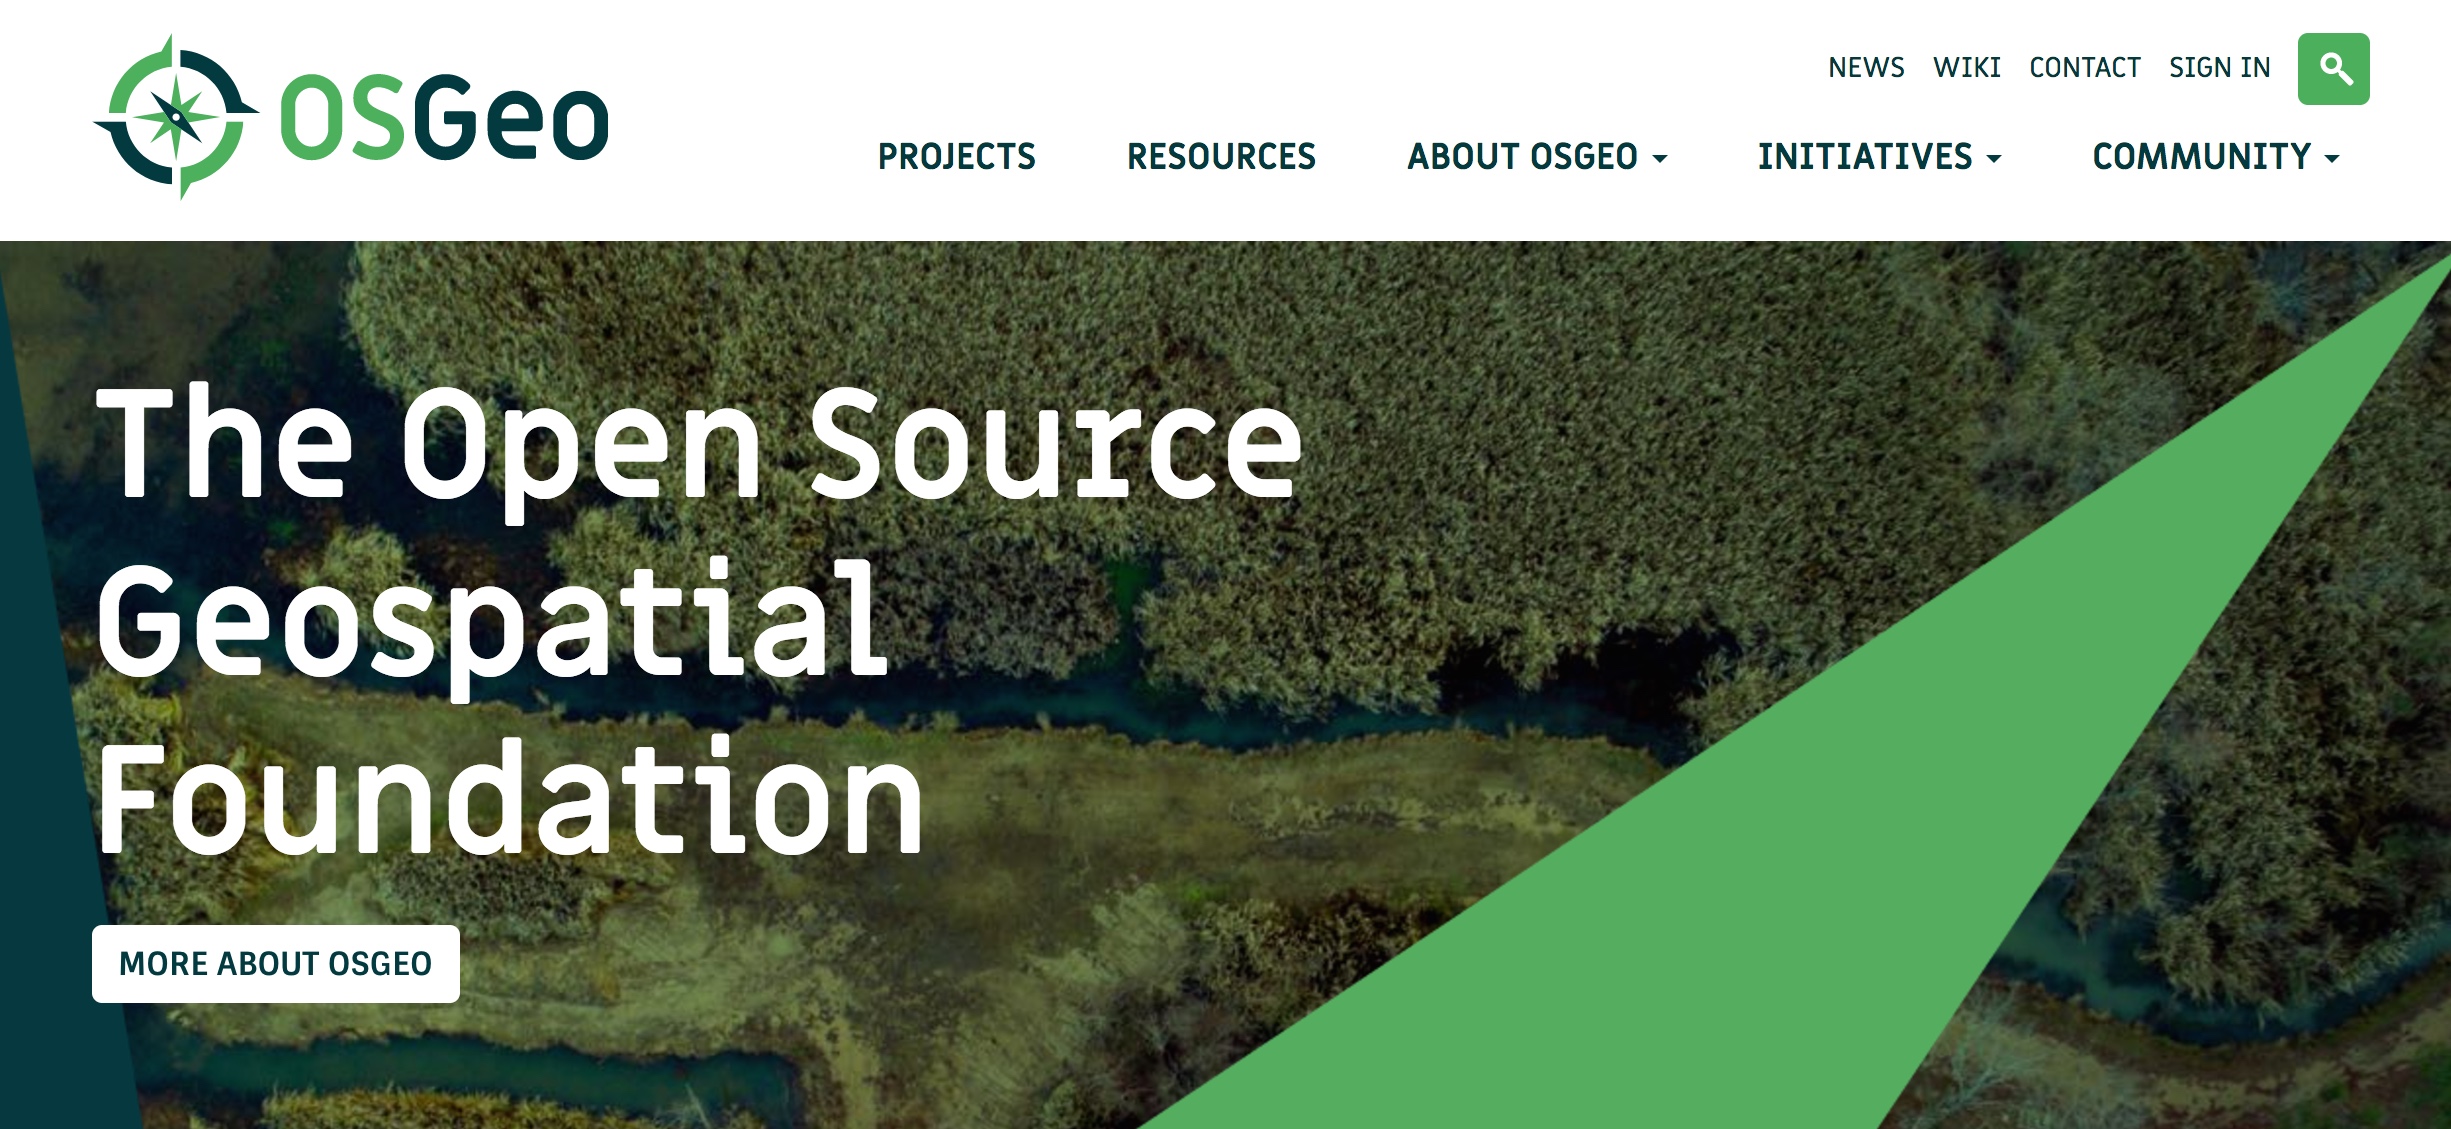 OSGeo
NEWS WIKI CONTACT SIGN IN
PROJECTS RESOURCES ABOUT OSGEO INITIATIVES COMMUNITY
The Open Source
Geospatial
Foundation
MORE ABOUT OSGEO